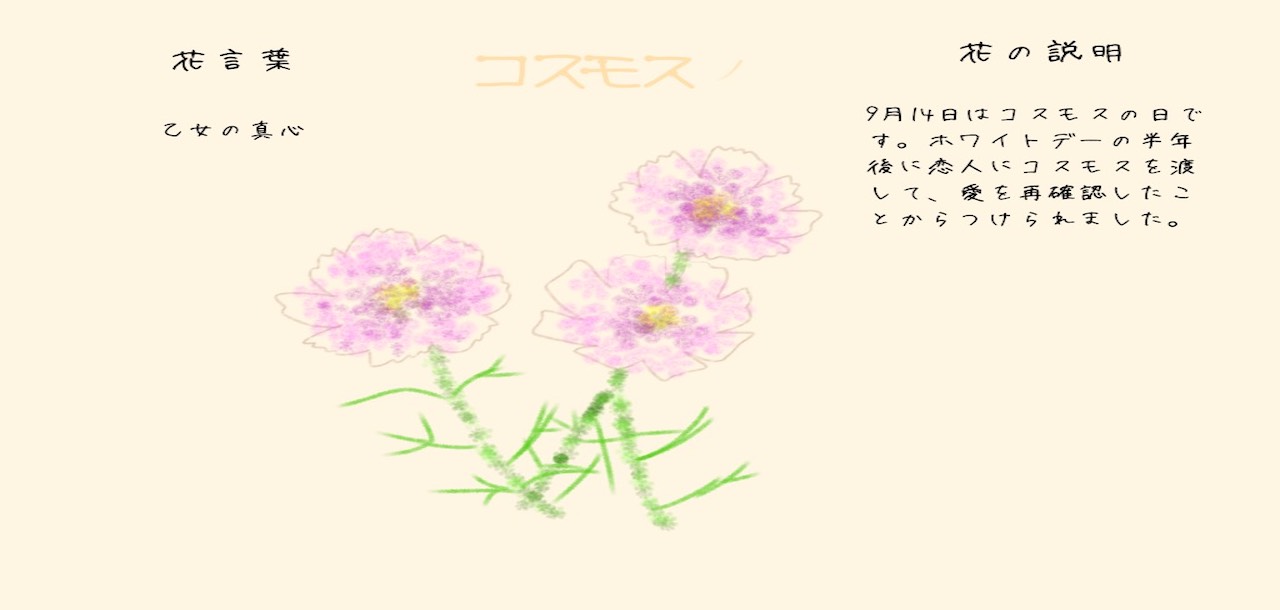 花言葉
乙女の真心
コスモス
花の説明
9月14日はコスモスの日で
す。ホワイトデーの半年
後に恋人にコスモスを渡
して、愛を再確認したこ
とからつけられました。